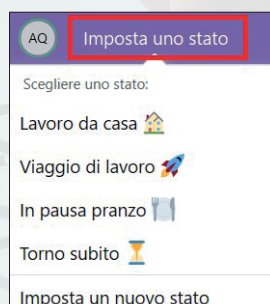 AQ Imposta uno stato
Scegliere uno stato:
Lavoro da casa 🏠
Viaggio di lavoro 🚀
In pausa pranzo 🍽️
Torno subito ⏳
Imposta un nuovo stato